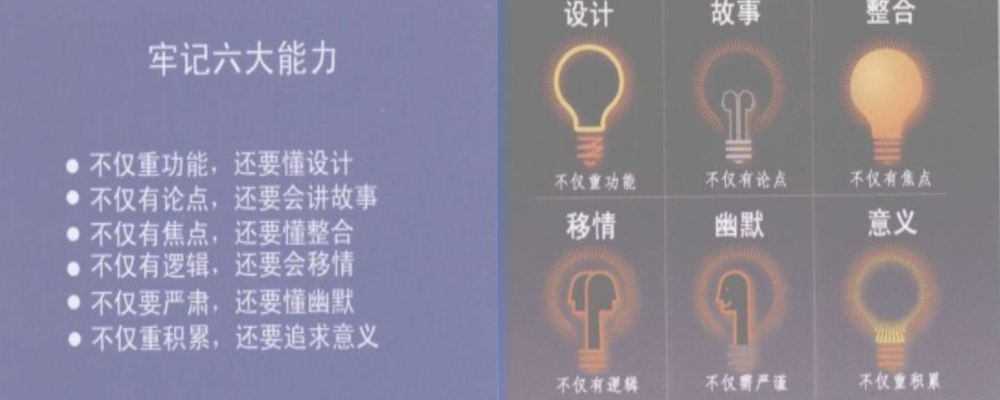 牢记六大能力
● 不仅重功能，还要懂设计
● 不仅有论点，还要会讲故事
● 不仅有焦点，还要懂整合
● 不仅有逻辑，还要会移情
● 不仅要严肃，还要懂幽默
● 不仅重积累，还要追求意义
设计 故事 整合
不仅重功能 不仅有论点 不仅有焦点
移情 幽默 意义
不仅有逻辑 不仅需严谨 不仅重积累